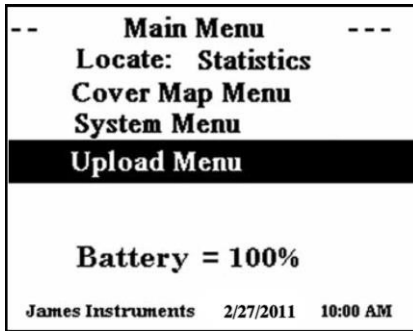 -- Main Menu ---
Locate: Statistics
Cover Map Menu
System Menu
Upload Menu
Battery = 100%
James Instruments 2/27/2011 10:00 AM